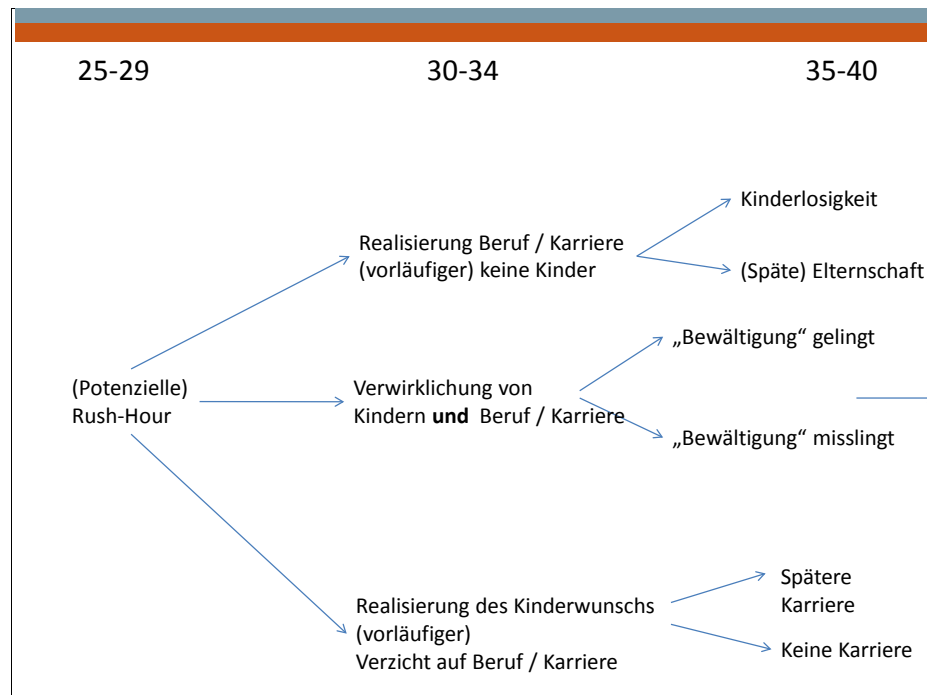 25-29
30-34
35-40
Kinderlosigkeit
Realisierung Beruf / Karriere
(vorläufiger) keine Kinder
(Späte) Elternschaft
„Bewältigung“ gelingt
(Potenzielle)
Rush-Hour
Verwirklichung von
Kindern und Beruf / Karriere
„Bewältigung“ misslingt
Spätere
Karriere
Realisierung des Kinderwunschs
(vorläufiger)
Verzicht auf Beruf / Karriere
Keine Karriere